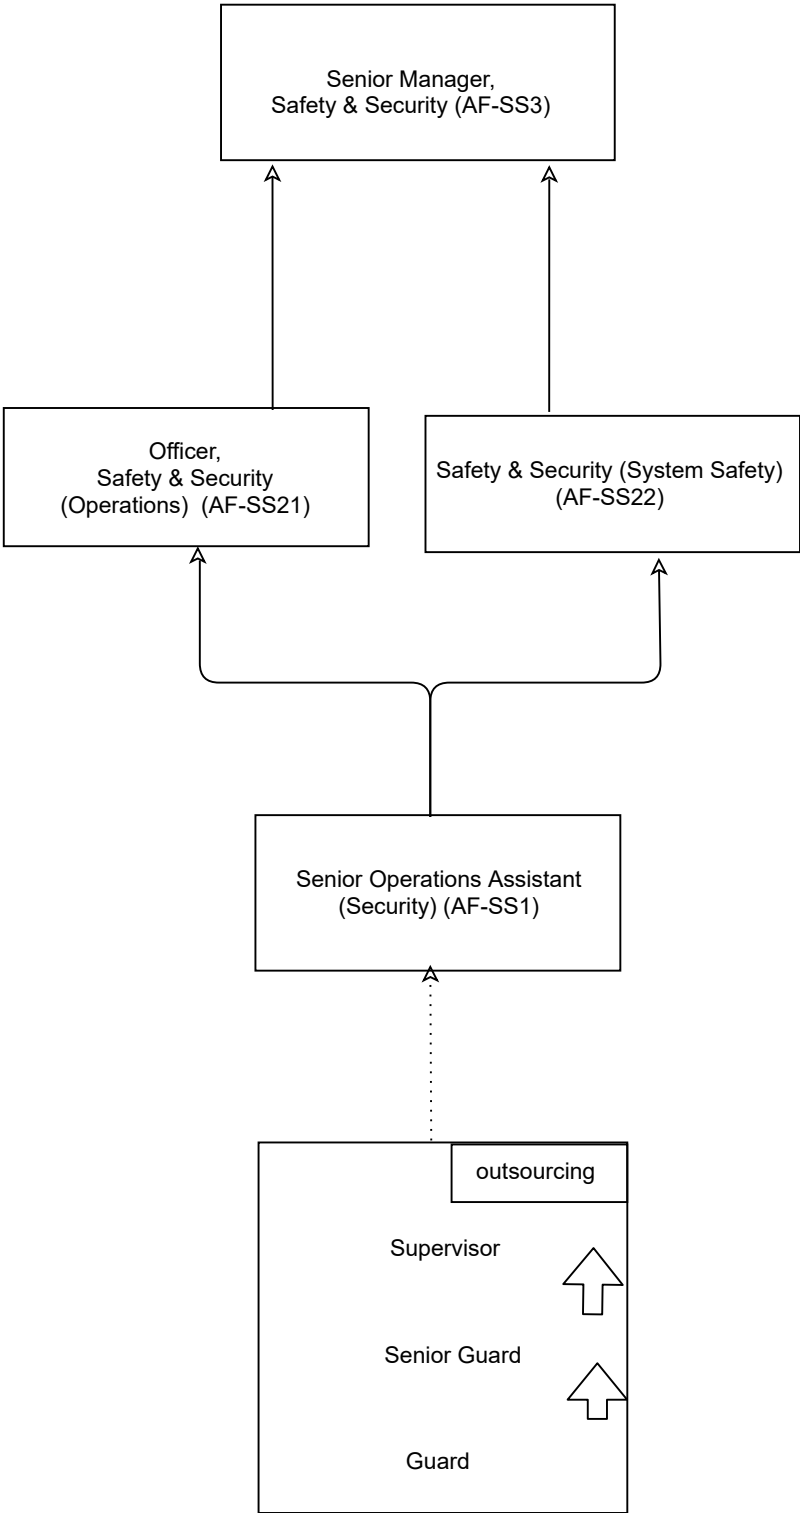 Senior Manager,
Safety & Security (AF-SS3)
Officer,
Safety & Security
(Operations)  (AF-SS21)
Safety & Security (System Safety)
(AF-SS22)
Senior Operations Assistant
(Security) (AF-SS1)
outsourcing
Supervisor
Senior Guard
Guard